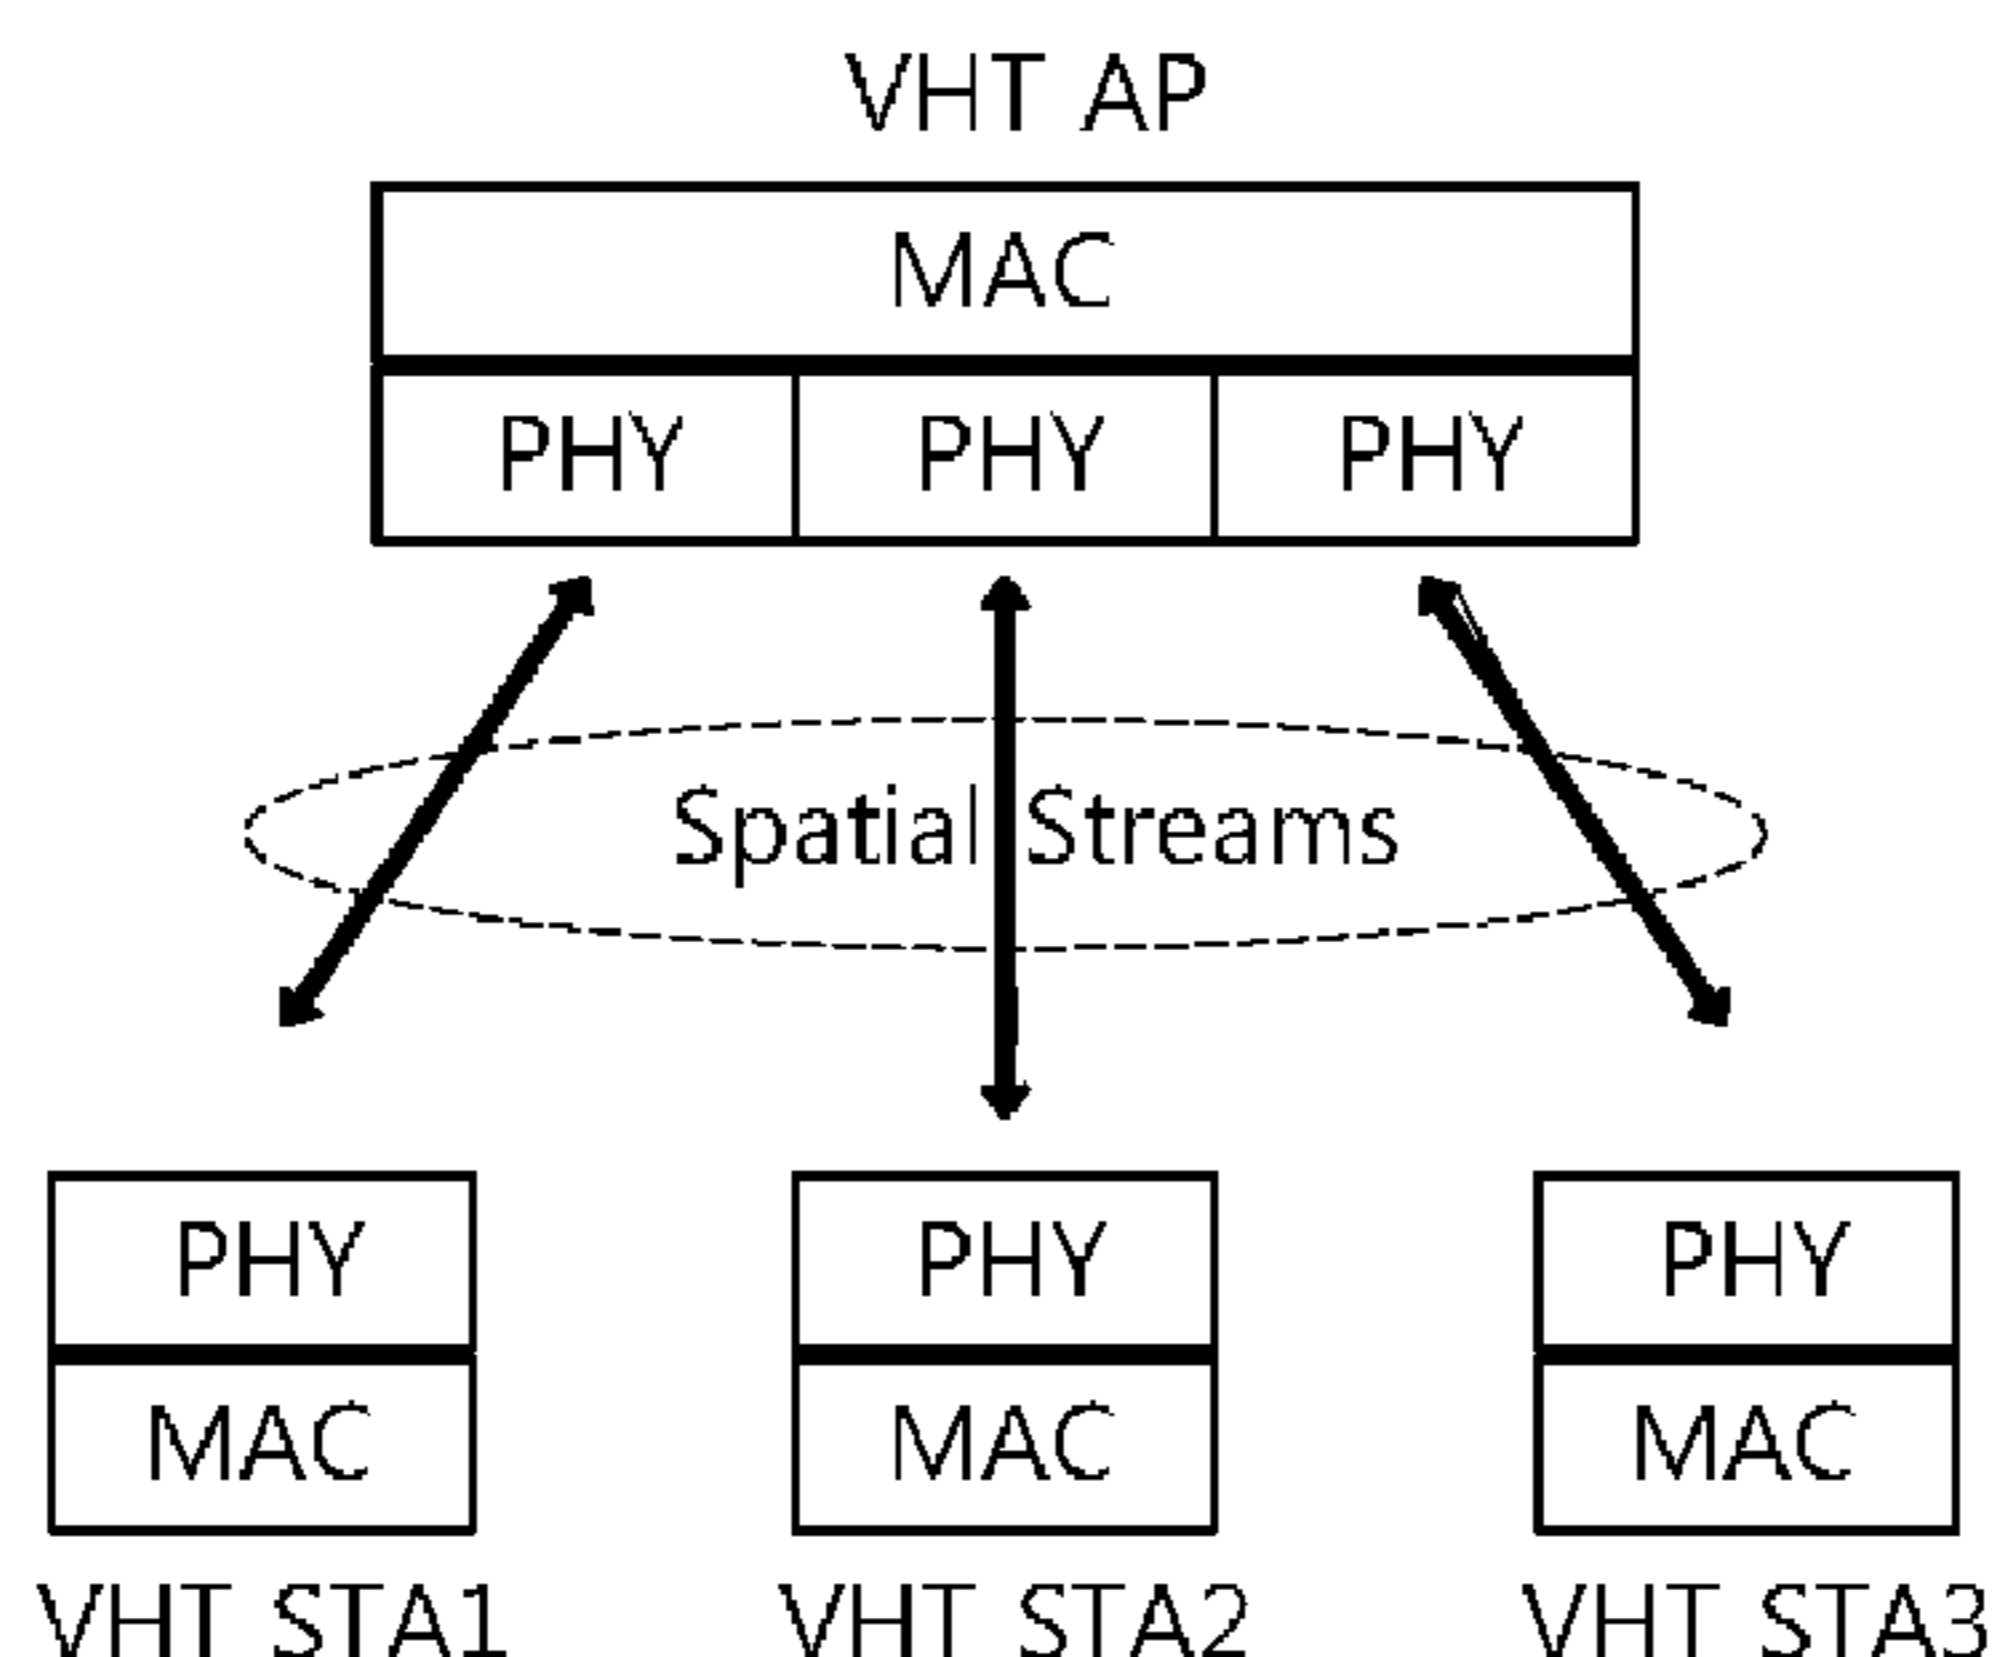 VHT AP
MAC
PHY PHY PHY
Spatial Streams
PHY PHY PHY
MAC MAC MAC
VHT STA1 VHT STA2 VHT STA3